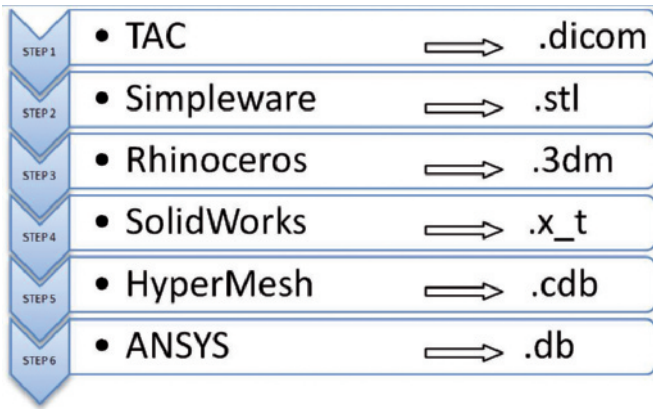 STEP 1 • TAC ⇒ .dicom
STEP 2 • Simpleware ⇒ .stl
STEP 3 • Rhinoceros ⇒ .3dm
STEP 4 • SolidWorks ⇒ .x_t
STEP 5 • HyperMesh ⇒ .cdb
STEP 6 • ANSYS ⇒ .db